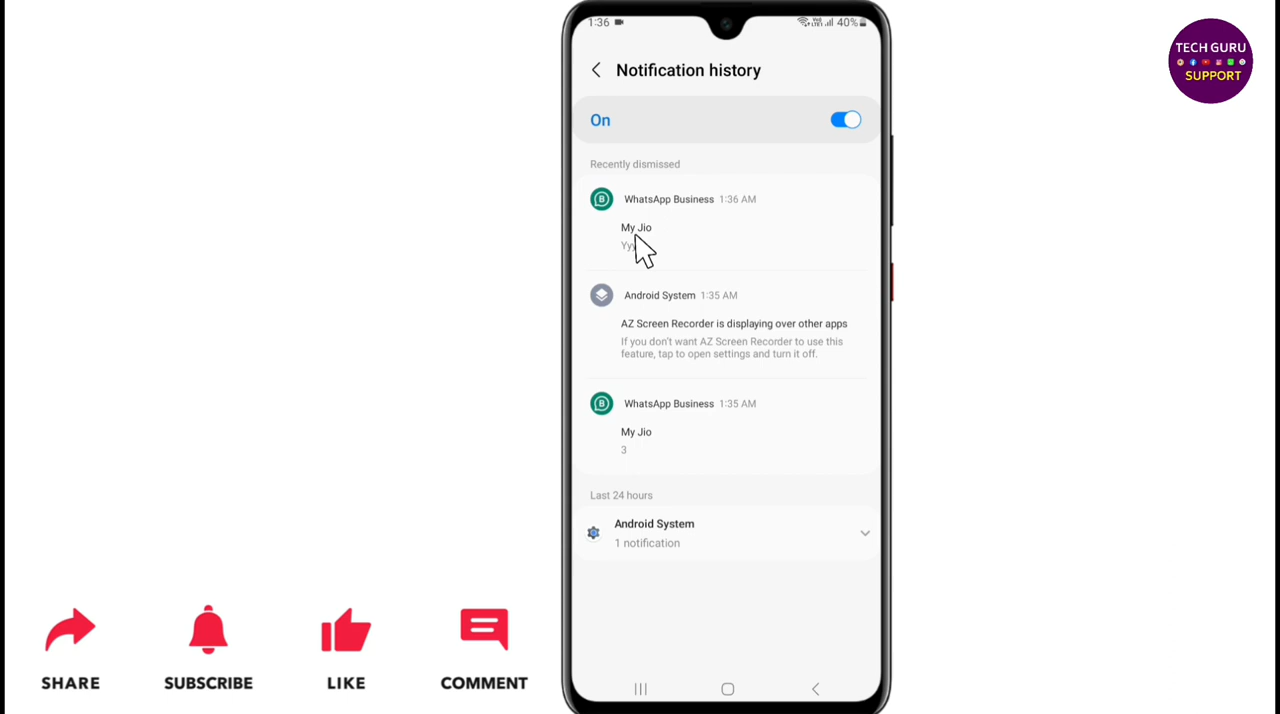 1:36
40%
TECH GURU
SUPPORT
Notification history
On
Recently dismissed
WhatsApp Business 1:36 AM
My Jio
Android System 1:35 AM
AZ Screen Recorder is displaying over other apps
If you don't want AZ Screen Recorder to use this
feature, tap to open settings and turn it off.
WhatsApp Business 1:35 AM
My Jio
3
Last 24 hours
Android System
1 notification
SHARE
SUBSCRIBE
LIKE
COMMENT